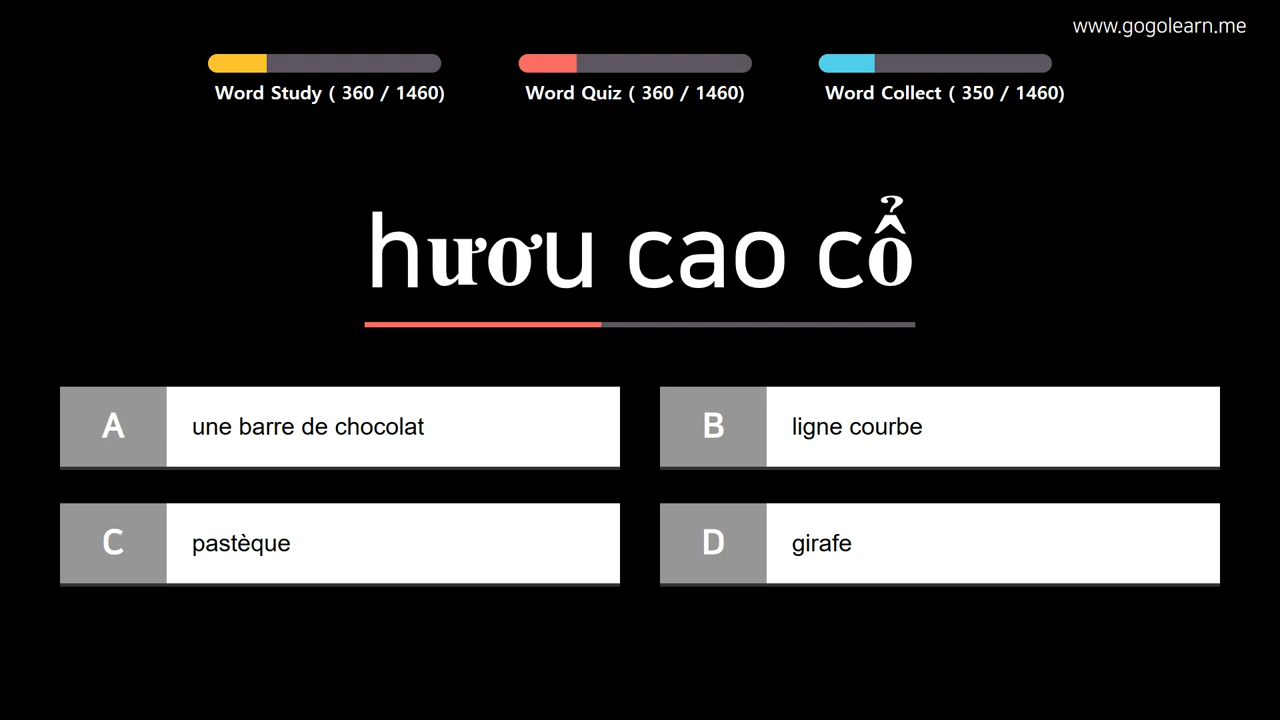 www.gogolearn.me
Word Study ( 360 / 1460)
Word Quiz ( 360 / 1460)
Word Collect ( 350 / 1460)
hươu cao cổ
A
une barre de chocolat
B
ligne courbe
C
pastèque
D
girafe